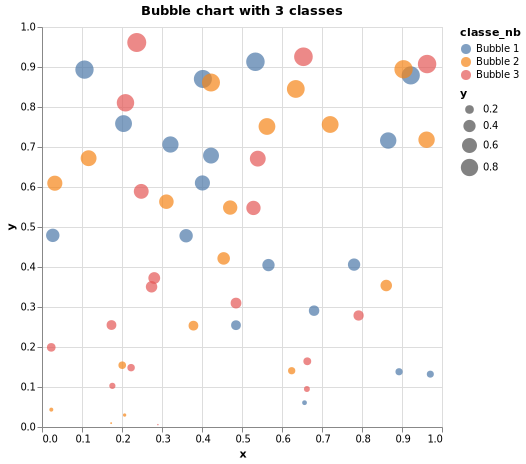 Bubble chart with 3 classes
1.0
0.9
0.8
0.7
0.6
0.5
0.4
0.3
0.2
0.1
0.0
y
0.0 0.1 0.2 0.3 0.4 0.5 0.6 0.7 0.8 0.9 1.0
x
classe_nb
Bubble 1
Bubble 2
Bubble 3
y
0.2
0.4
0.6
0.8